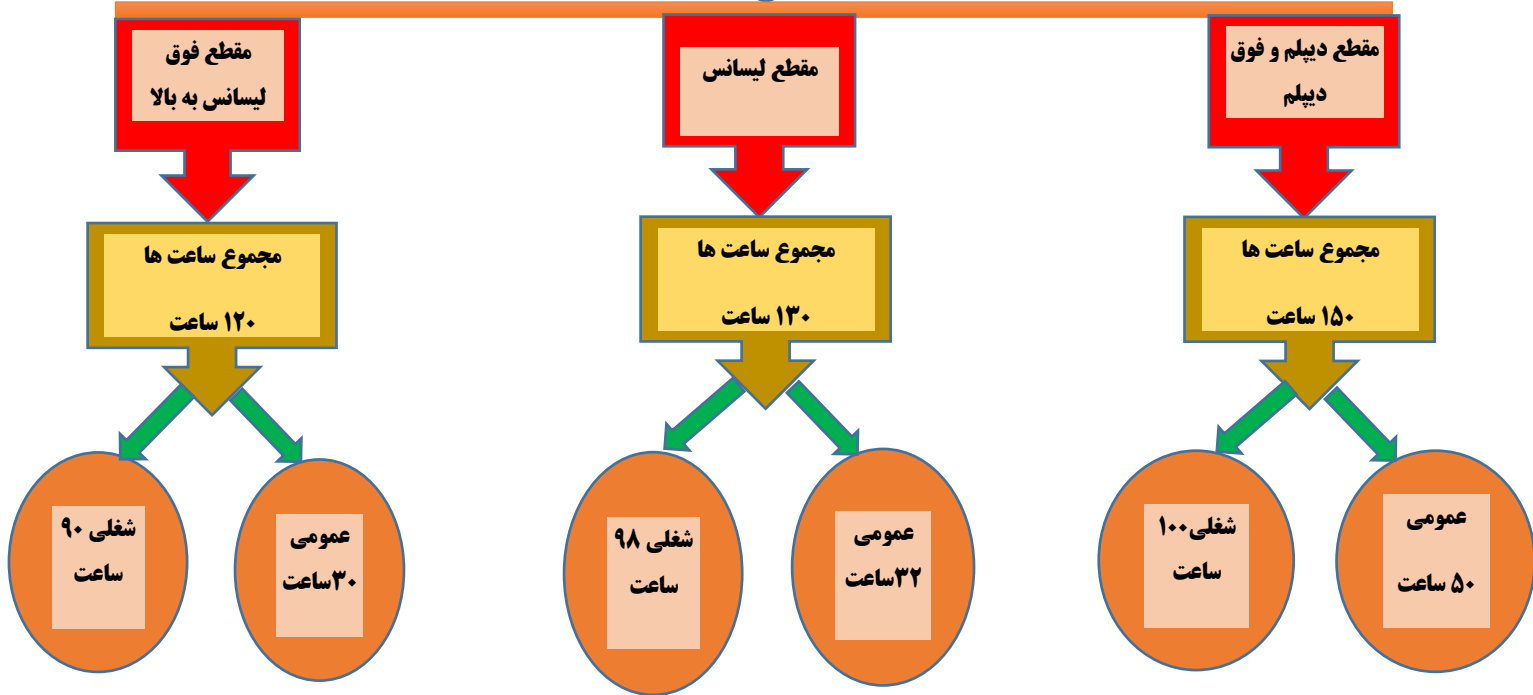 مقطع دیپلم و فوق
دیپلم
مقطع لیسانس
مقطع فوق
لیسانس به بالا
مجموع ساعت ها
۱۵۰ ساعت
مجموع ساعت ها
۱۳۰ ساعت
مجموع ساعت ها
۱۲۰ ساعت
عمومی
۵۰ ساعت
شغلی۱۰۰
ساعت
عمومی
۳۲ساعت
شغلی ۹۸
ساعت
عمومی
۳۰ساعت
شغلی ۹۰
ساعت